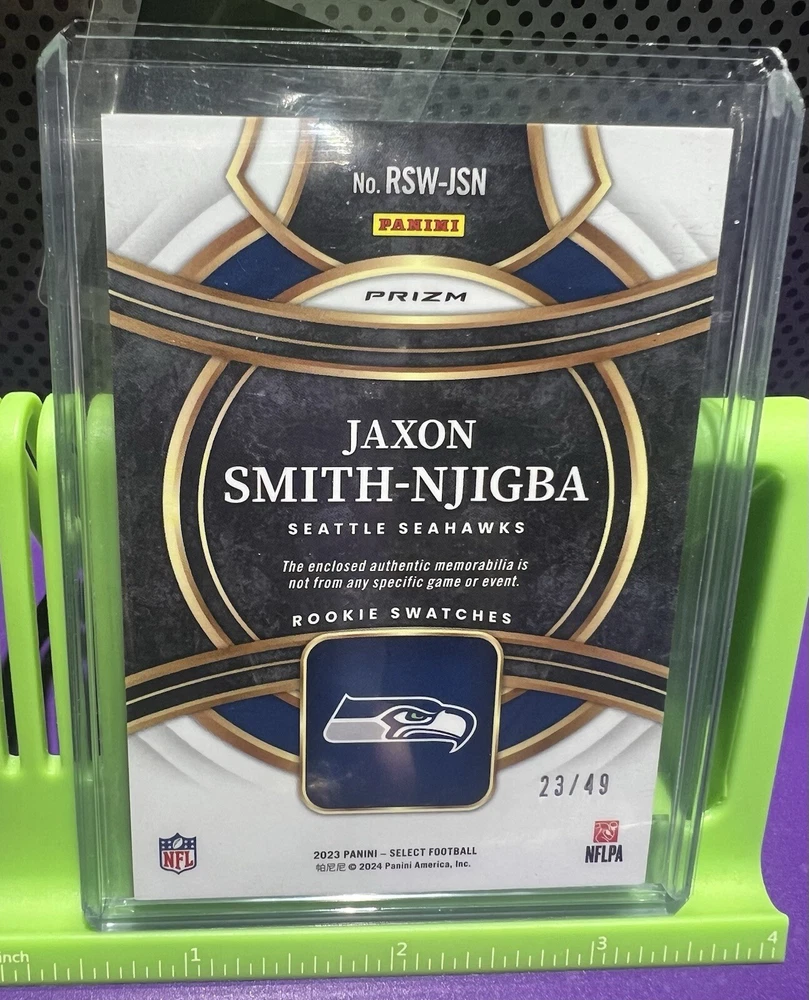 No. RSW-JSN
PANINI
PRIZM
JAXON
SMITH-NJIGBA
SEATTLE SEAHAWKS
The enclosed authentic memorabilia is
not from any specific game or event.
ROOKIE SWATCHES
23/49
NFL
2023 PANINI – SELECT FOOTBALL
帕尼尼 © 2024 Panini America, Inc.
NFLPA
inch 1 2 3 4